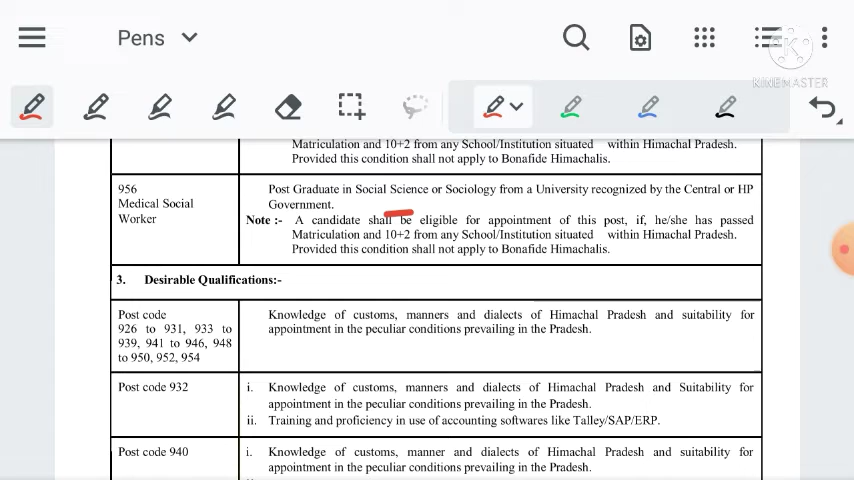 Pens
K
KINEMASTER
Matriculation and 10+2 from any School/Institution situated within Himachal Pradesh.
Provided this condition shall not apply to Bonafide Himachalis.
956
Medical Social
Worker
Post Graduate in Social Science or Sociology from a University recognized by the Central or HP
Government.
Note :- A candidate shall be eligible for appointment of this post, if, he/she has passed
Matriculation and 10+2 from any School/Institution situated within Himachal Pradesh.
Provided this condition shall not apply to Bonafide Himachalis.
3. Desirable Qualifications:-
Post code
926 to 931, 933 to
939, 941 to 946, 948
to 950, 952, 954
Knowledge of customs, manners and dialects of Himachal Pradesh and suitability for
appointment in the peculiar conditions prevailing in the Pradesh.
Post code 932
i. Knowledge of customs, manners and dialects of Himachal Pradesh and Suitability for
appointment in the peculiar conditions prevailing in the Pradesh.
ii. Training and proficiency in use of accounting softwares like Talley/SAP/ERP.
Post code 940
i. Knowledge of customs, manner and dialects of Himachal Pradesh and suitability for
appointment in the peculiar conditions prevailing in the Pradesh.